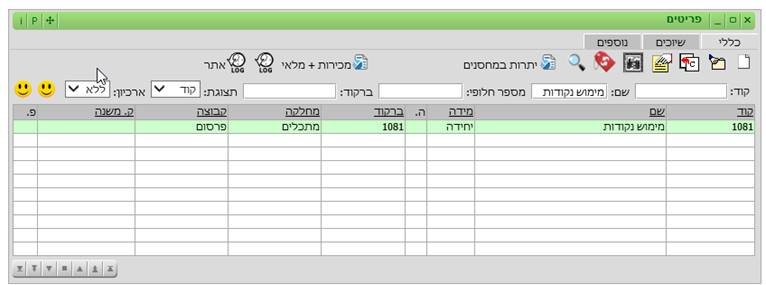 פריטים
כללי שיוכים נוספים
יתרות במחסנים מכירות + מלאי LOG LOG אתר
קוד: שם: מימוש נקודות מספר חלופי: ברקוד: תצוגת: קוד ארכיון: ללא
קוד שם מידה ה. ברקוד מחלקה קבוצה ק. משנה פ.
1081 מימוש נקודות יחידה 1081 מתכלים פרסום